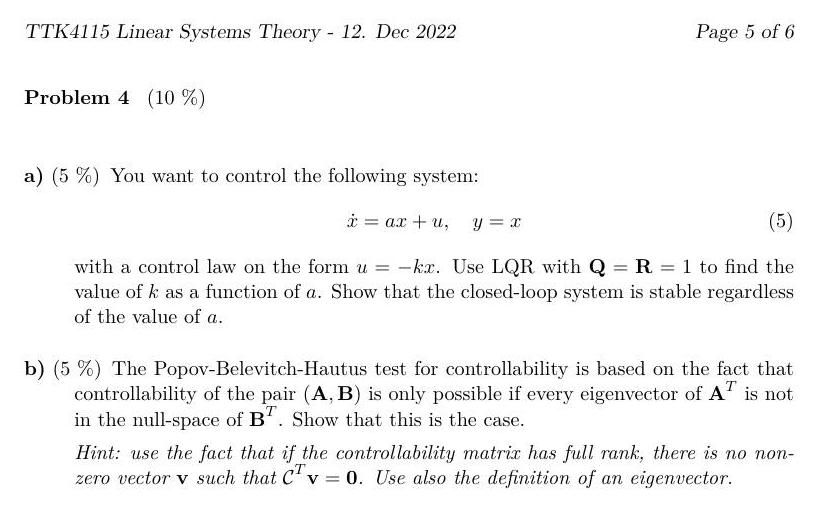 TTK4115 Linear Systems Theory - 12. Dec 2022 Page 5 of 6
Problem 4 (10 %)
a) (5 %) You want to control the following system:
ẋ = ax + u, y = x (5)
with a control law on the form u = −kx. Use LQR with Q = R = 1 to find the
value of k as a function of a. Show that the closed-loop system is stable regardless
of the value of a.
b) (5 %) The Popov-Belevitch-Hautus test for controllability is based on the fact that
controllability of the pair (A, B) is only possible if every eigenvector of Aᵀ is not
in the null-space of Bᵀ. Show that this is the case.
Hint: use the fact that if the controllability matrix has full rank, there is no non-
zero vector v such that 𝒞ᵀv = 0. Use also the definition of an eigenvector.